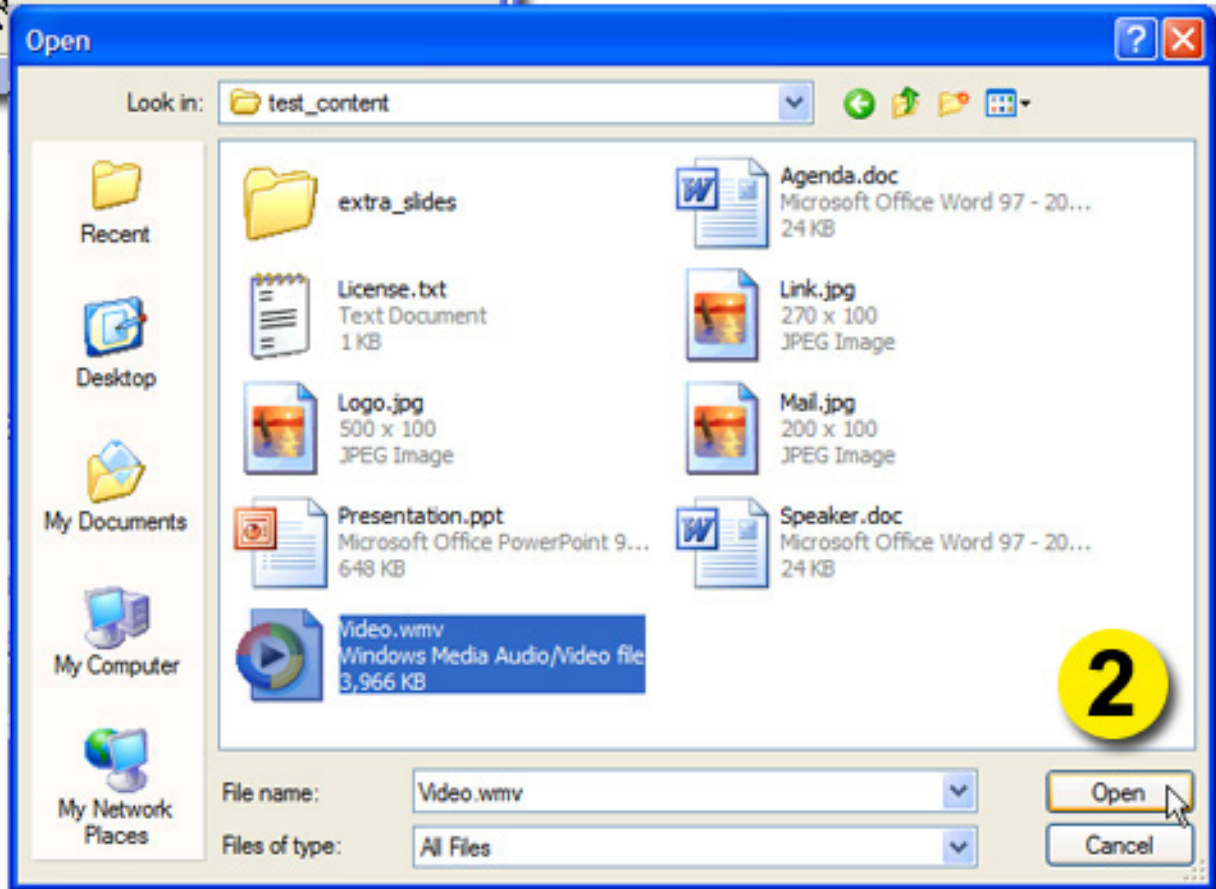 Open
Look in: test_content
Recent
Desktop
My Documents
My Computer
My Network
Places
extra_slides
Agenda.doc
Microsoft Office Word 97 - 20...
24 KB
License.txt
Text Document
1 KB
Link.jpg
270 x 100
JPEG Image
Logo.jpg
500 x 100
JPEG Image
Mail.jpg
200 x 100
JPEG Image
Presentation.ppt
Microsoft Office PowerPoint 9...
648 KB
Speaker.doc
Microsoft Office Word 97 - 20...
24 KB
Video.wmv
Windows Media Audio/Video file
3,966 KB
2
File name: Video.wmv Open
Files of type: All Files Cancel